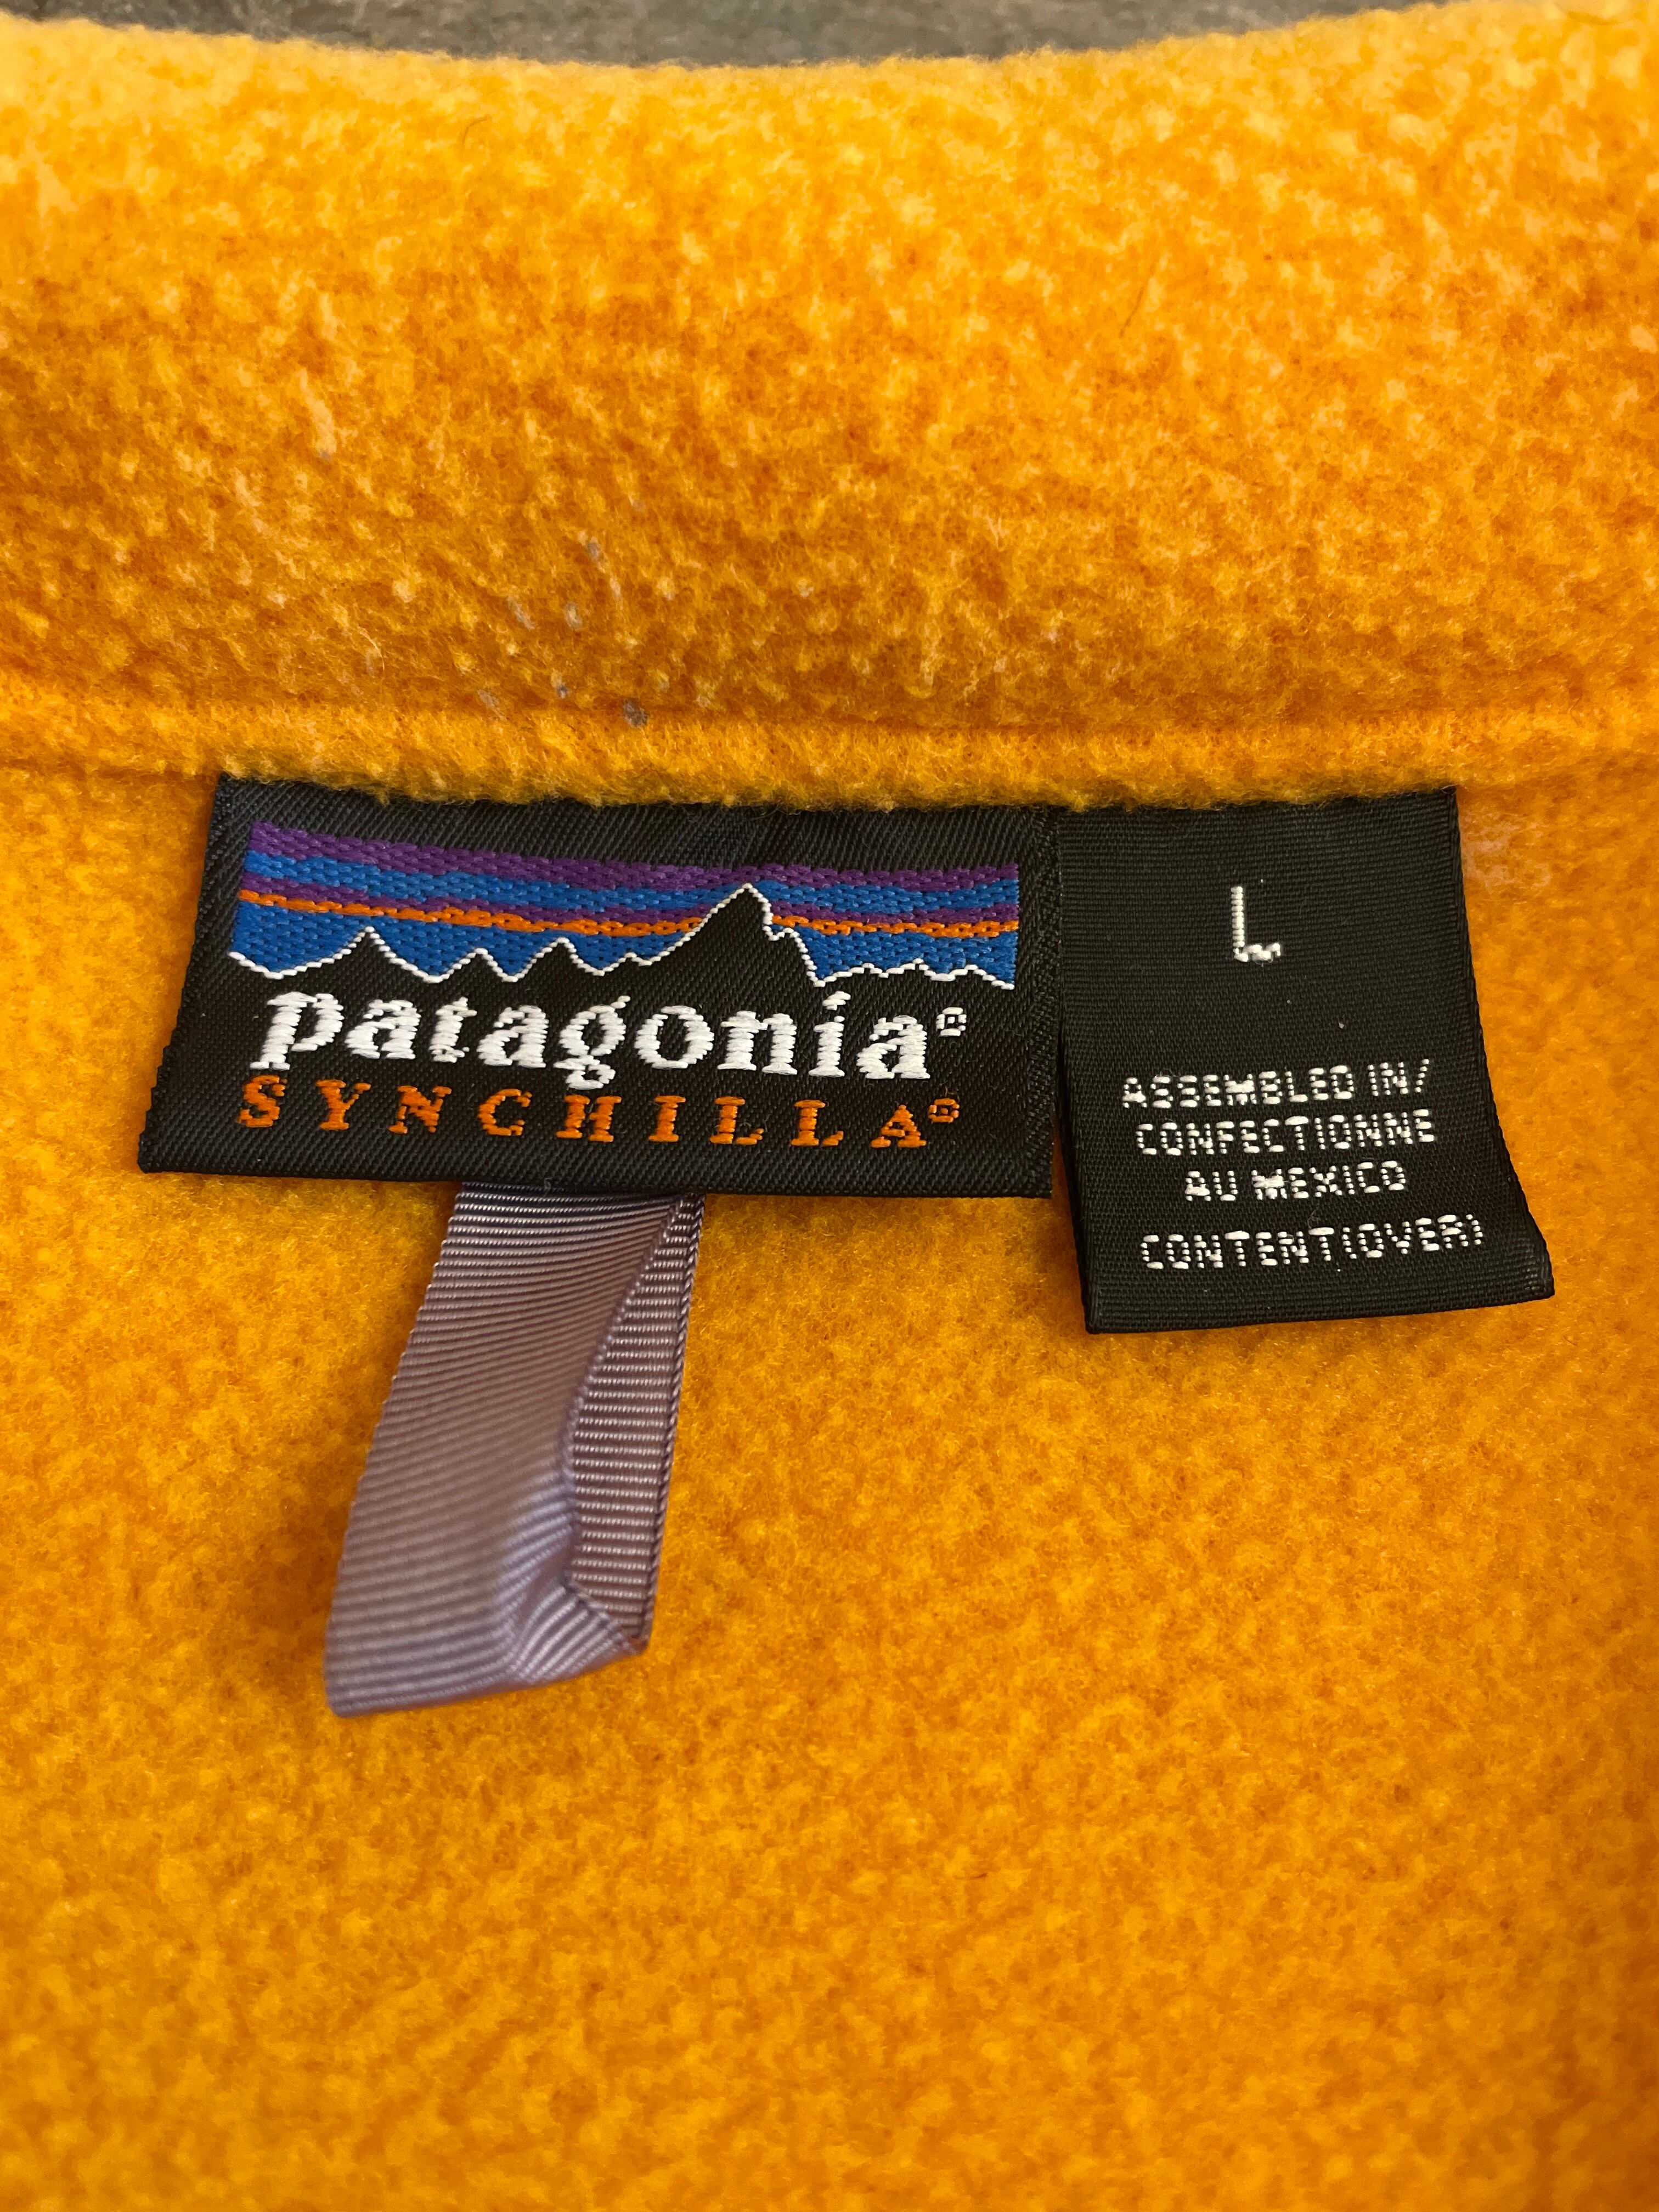 patagonia®
SYNCHILLA®
L
ASSEMBLED IN/
CONFECTIONNE
AU MEXICO
CONTENT(OVER)